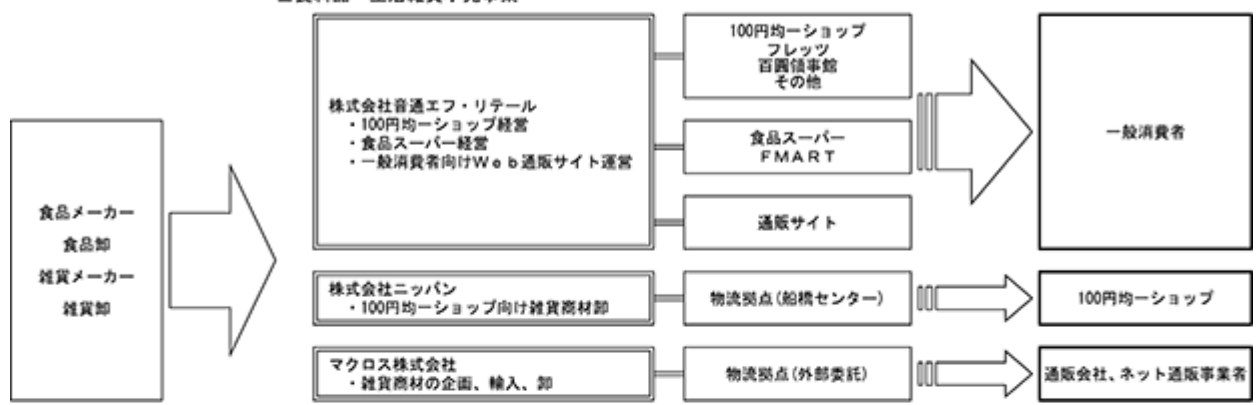 食品メーカー
食品卸
雑貨メーカー
雑貨卸
株式会社音通エフ・リテール
・100円均一ショップ経営
・食品スーパー経営
・一般消費者向けWeb通販サイト運営
100円均一ショップ
フレッツ
百圓領事館
その他
食品スーパー
FMART
通販サイト
一般消費者
株式会社ニッパン
・100円均一ショップ向け雑貨商材卸
物流拠点(船橋センター)
100円均一ショップ
マクロス株式会社
・雑貨商材の企画、輸入、卸
物流拠点(外部委託)
通販会社、ネット通販事業者